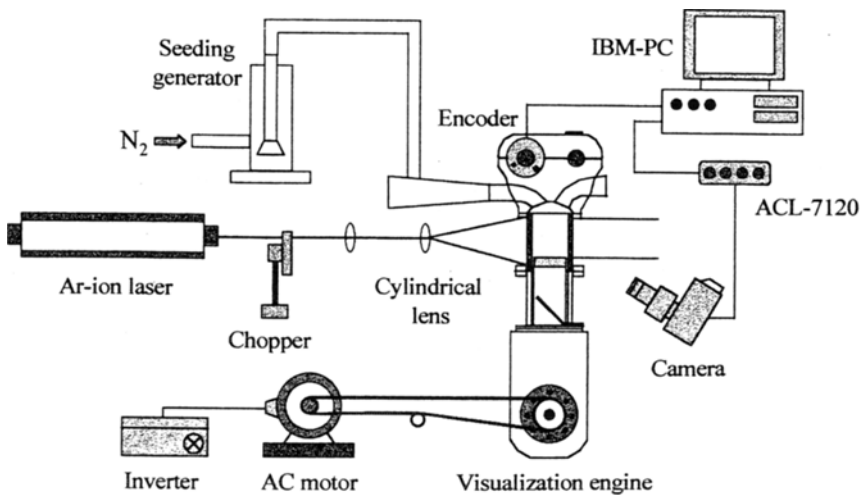 Seeding
generator
IBM-PC
Encoder
N₂
ACL-7120
Ar-ion laser
Cylindrical
lens
Chopper
Camera
Inverter
AC motor
Visualization engine